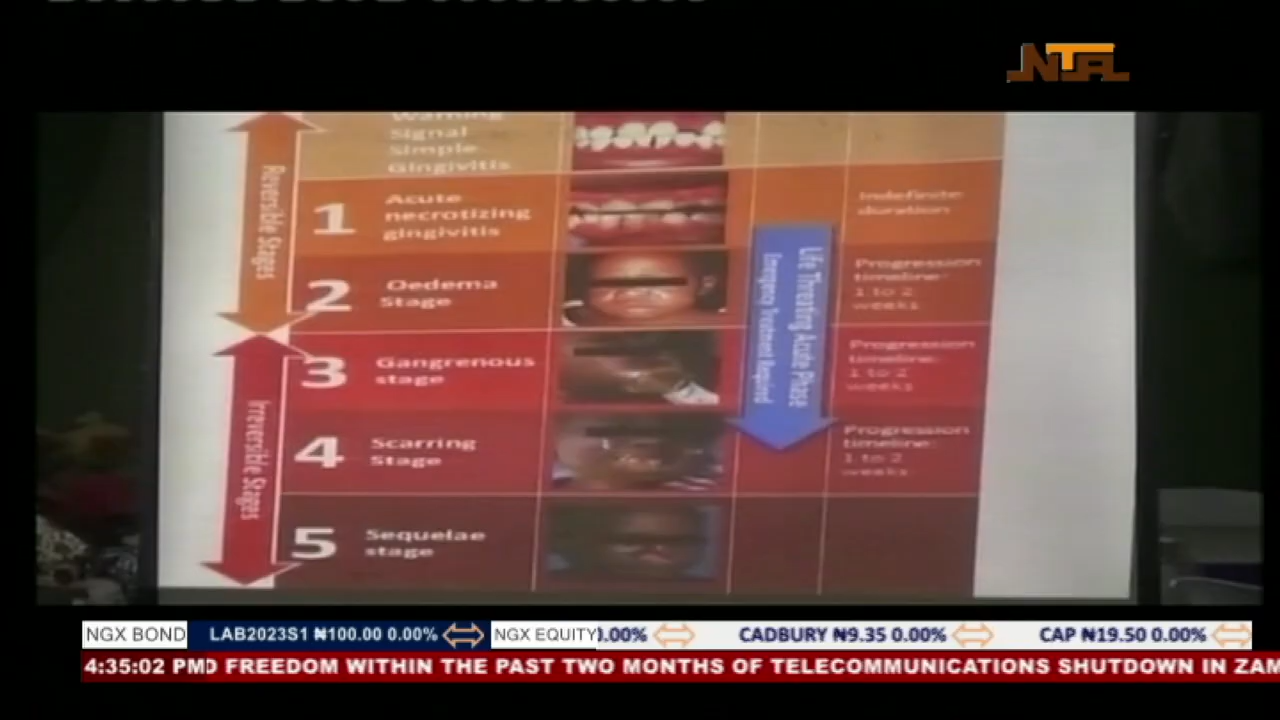 NTA
Warning
Signal
Simple
Gingivitis
Reversible Stages
1
Acute
necrotizing
gingivitis
Indefinite
duration
2
Oedema
Stage
Progression
timeline:
1 to 2
weeks
Life Threating Acute Phase
Emergency Treatment Required
Irreversible Stages
3
Gangrenous
stage
Progression
timeline:
1 to 2
weeks
4
Scarring
Stage
Progression
timeline:
1 to 2
weeks
5
Sequelae
stage
NGX BOND LAB2023S1 ₦100.00 0.00% NGX EQUITY .00% CADBURY ₦9.35 0.00% CAP ₦19.50 0.00%
4:35:02 PM D FREEDOM WITHIN THE PAST TWO MONTHS OF TELECOMMUNICATIONS SHUTDOWN IN ZAM